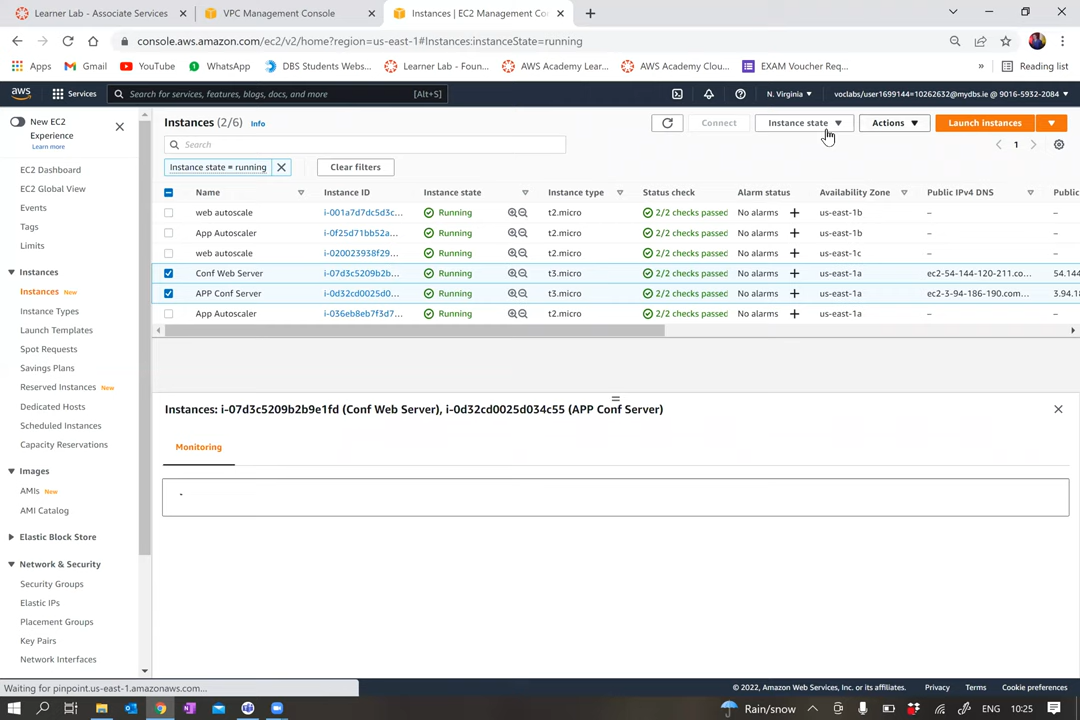 Learner Lab - Associate Services
VPC Management Console
Instances | EC2 Management Co
console.aws.amazon.com/ec2/v2/home?region=us-east-1#Instances:instanceState=running
Apps
Gmail
YouTube
WhatsApp
DBS Students Webs...
Learner Lab - Foun...
AWS Academy Lear...
AWS Academy Clou...
EXAM Voucher Req...
»
Reading list
aws
Services
Search for services, features, blogs, docs, and more
[Alt+S]
N. Virginia
voclabs/user1699144=10262632@mydbs.ie @ 9016-5932-2084
New EC2
Experience
Learn more
EC2 Dashboard
EC2 Global View
Events
Tags
Limits
Instances
Instances New
Instance Types
Launch Templates
Spot Requests
Savings Plans
Reserved Instances New
Dedicated Hosts
Scheduled Instances
Capacity Reservations
Images
AMIs New
AMI Catalog
Elastic Block Store
Network & Security
Security Groups
Elastic IPs
Placement Groups
Key Pairs
Network Interfaces
Instances (2/6) Info
Connect
Instance state
Actions
Launch instances
Search
1
Instance state = running
Clear filters
Name Instance ID Instance state Instance type Status check Alarm status Availability Zone Public IPv4 DNS Public
web autoscale i-001a7d7dc5d3c... Running t2.micro 2/2 checks passed No alarms + us-east-1b –
App Autoscaler i-0f25d71bb52a... Running t2.micro 2/2 checks passed No alarms + us-east-1b –
web autoscale i-020023938f29... Running t2.micro 2/2 checks passed No alarms + us-east-1c –
Conf Web Server i-07d3c5209b2b... Running t3.micro 2/2 checks passed No alarms + us-east-1a ec2-54-144-120-211.co... 54.144
APP Conf Server i-0d32cd0025d0... Running t3.micro 2/2 checks passed No alarms + us-east-1a ec2-3-94-186-190.com... 3.94.1
App Autoscaler i-036eb8eb7f3d7... Running t2.micro 2/2 checks passed No alarms + us-east-1a –
Instances: i-07d3c5209b2b9e1fd (Conf Web Server), i-0d32cd0025d034c55 (APP Conf Server)
Monitoring
-
Waiting for pinpoint.us-east-1.amazonaws.com...
© 2022, Amazon Web Services, Inc. or its affiliates.
Privacy
Terms
Cookie preferences
Rain/snow
ENG
10:25